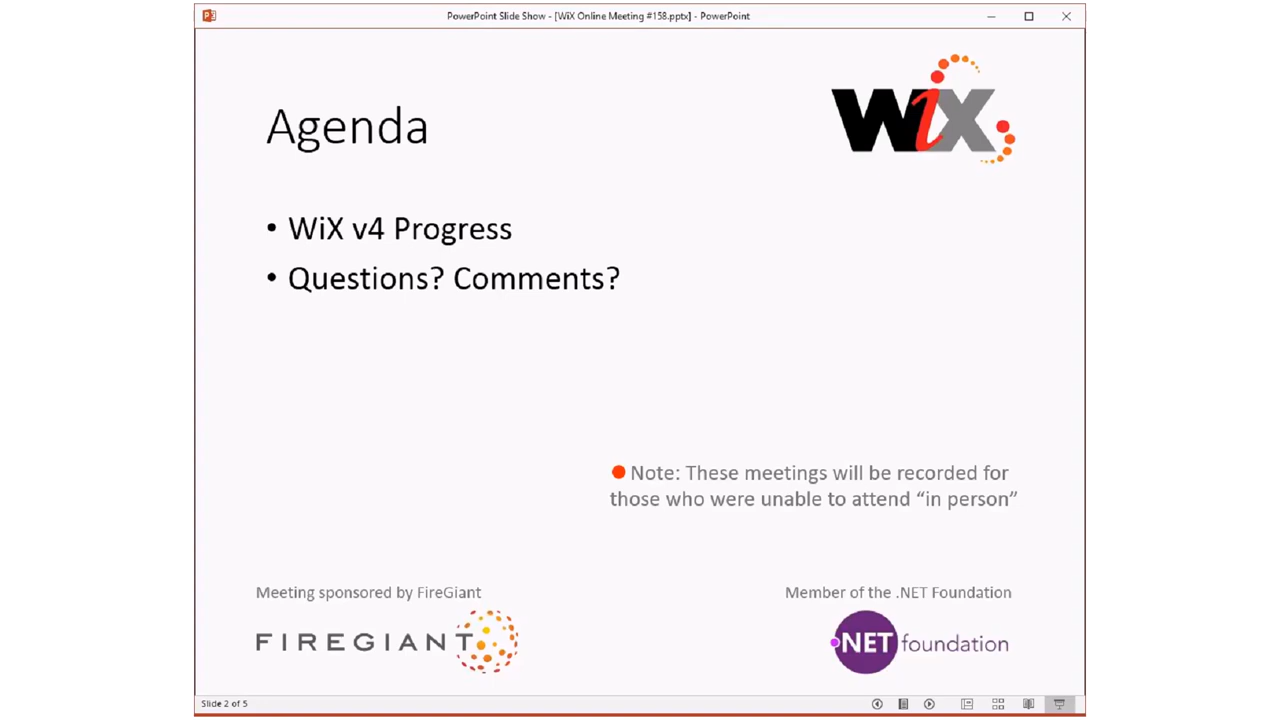 PowerPoint Slide Show - [WiX Online Meeting #158.pptx] - PowerPoint
WiX
Agenda
• WiX v4 Progress
• Questions? Comments?
Note: These meetings will be recorded for
those who were unable to attend “in person”
Meeting sponsored by FireGiant
FIREGIANT
Member of the .NET Foundation
.NET foundation
Slide 2 of 5